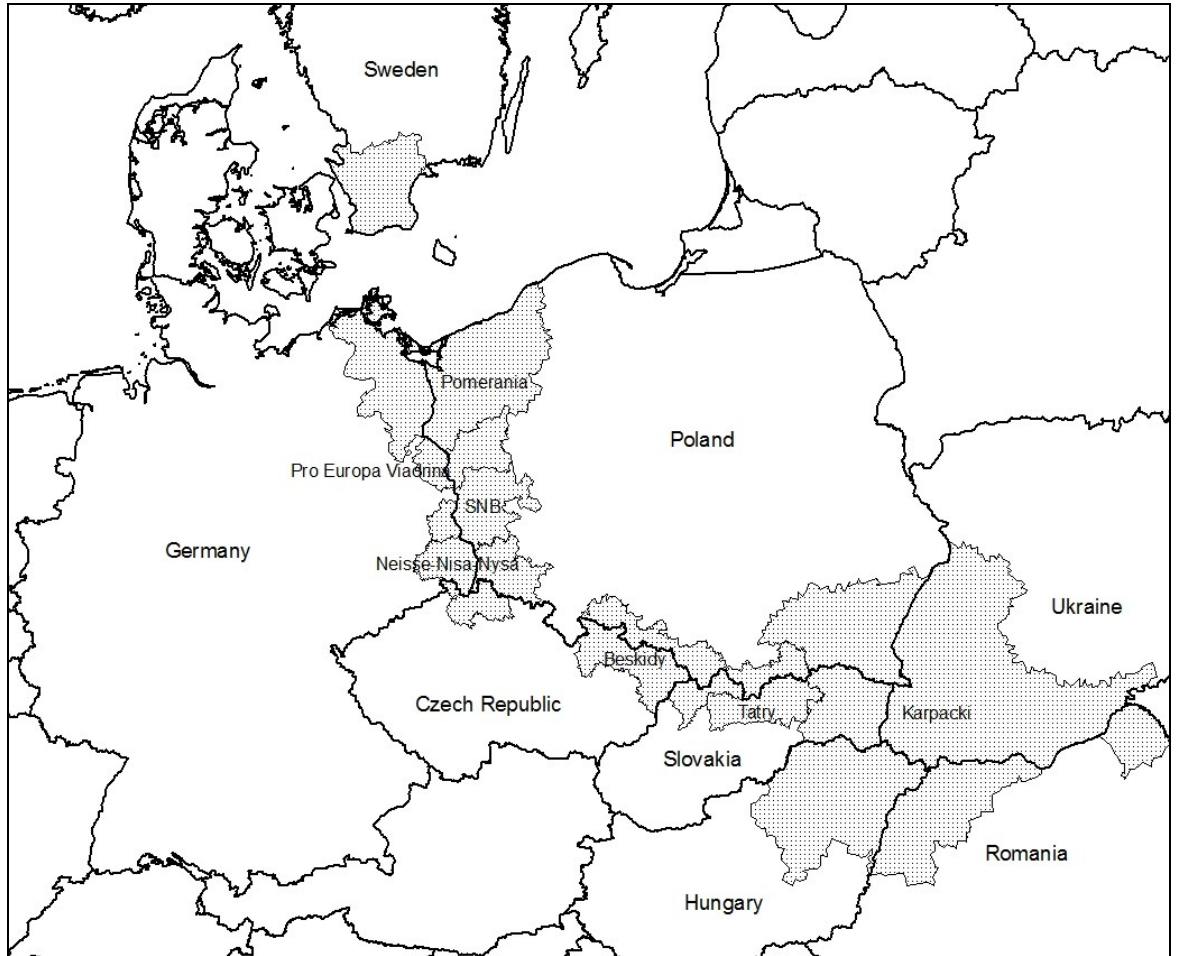 Sweden
Pomerania
Poland
Pro Europa Viadrina
SNB
Germany
Neisse-Nisa-Nysa
Ukraine
Beskidy
Czech Republic
Tatry
Karpacki
Slovakia
Romania
Hungary